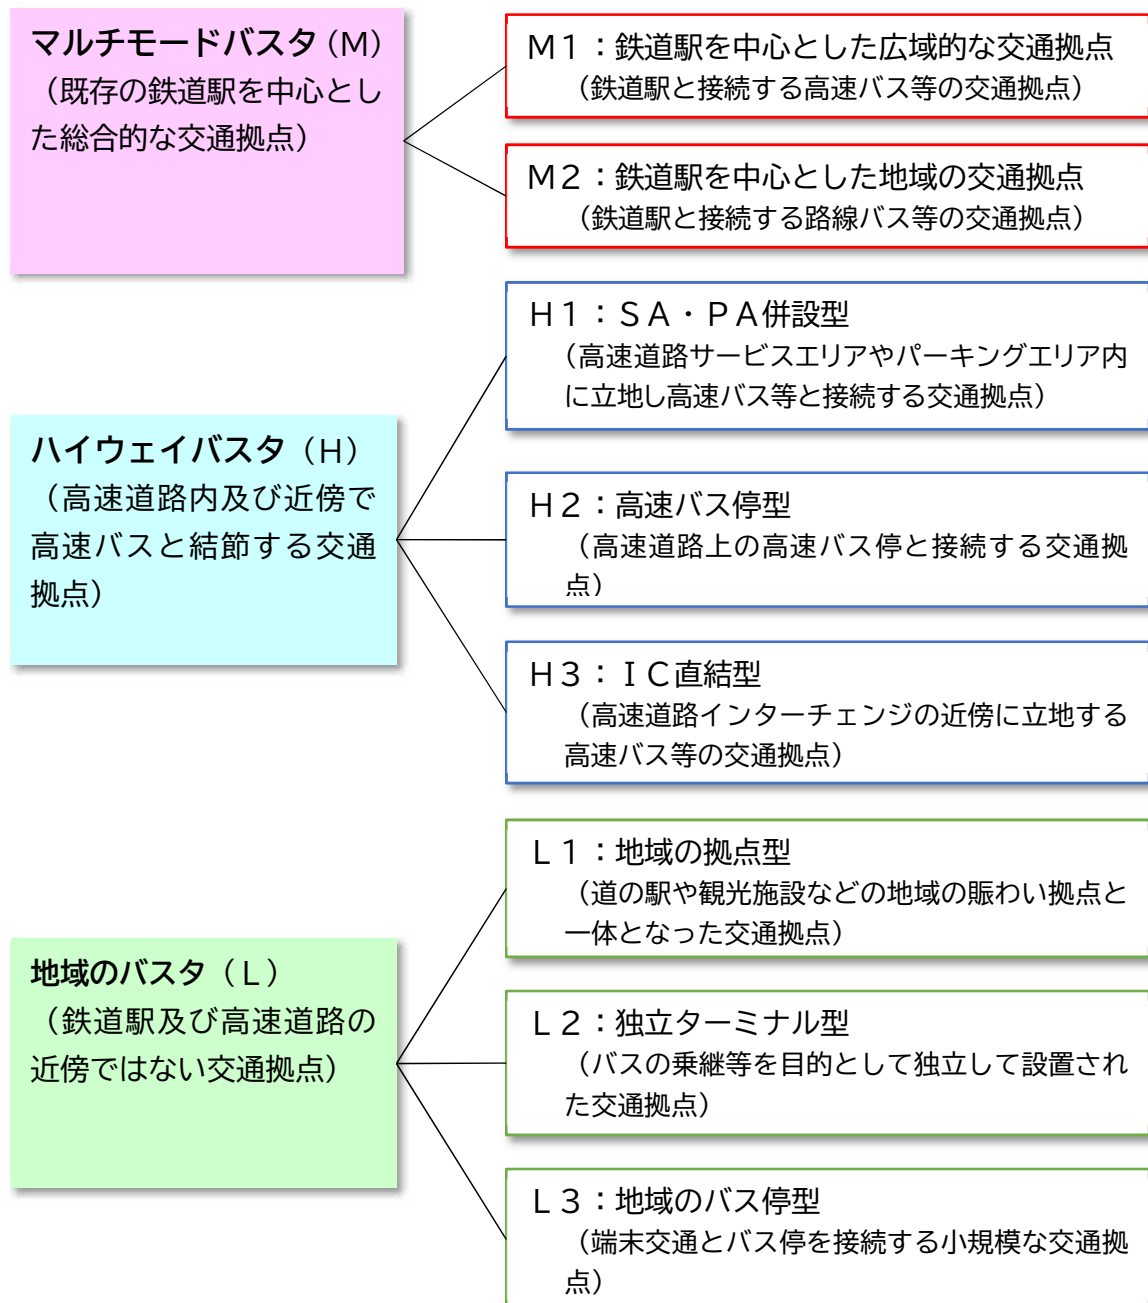 マルチモードバスタ（M）
（既存の鉄道駅を中心とし
た総合的な交通拠点）
M１：鉄道駅を中心とした広域的な交通拠点
（鉄道駅と接続する高速バス等の交通拠点）
M２：鉄道駅を中心とした地域の交通拠点
（鉄道駅と接続する路線バス等の交通拠点）
ハイウェイバスタ（H）
（高速道路内及び近傍で
高速バスと結節する交通
拠点）
H１：ＳＡ・ＰＡ併設型
（高速道路サービスエリアやパーキングエリア内
に立地し高速バス等と接続する交通拠点）
H２：高速バス停型
（高速道路上の高速バス停と接続する交通拠
点）
H３：ＩＣ直結型
（高速道路インターチェンジの近傍に立地する
高速バス等の交通拠点）
地域のバスタ（Ｌ）
（鉄道駅及び高速道路の
近傍ではない交通拠点）
Ｌ１：地域の拠点型
（道の駅や観光施設などの地域の賑わい拠点と
一体となった交通拠点）
Ｌ２：独立ターミナル型
（バスの乗継等を目的として独立して設置され
た交通拠点）
Ｌ３：地域のバス停型
（端末交通とバス停を接続する小規模な交通拠
点）